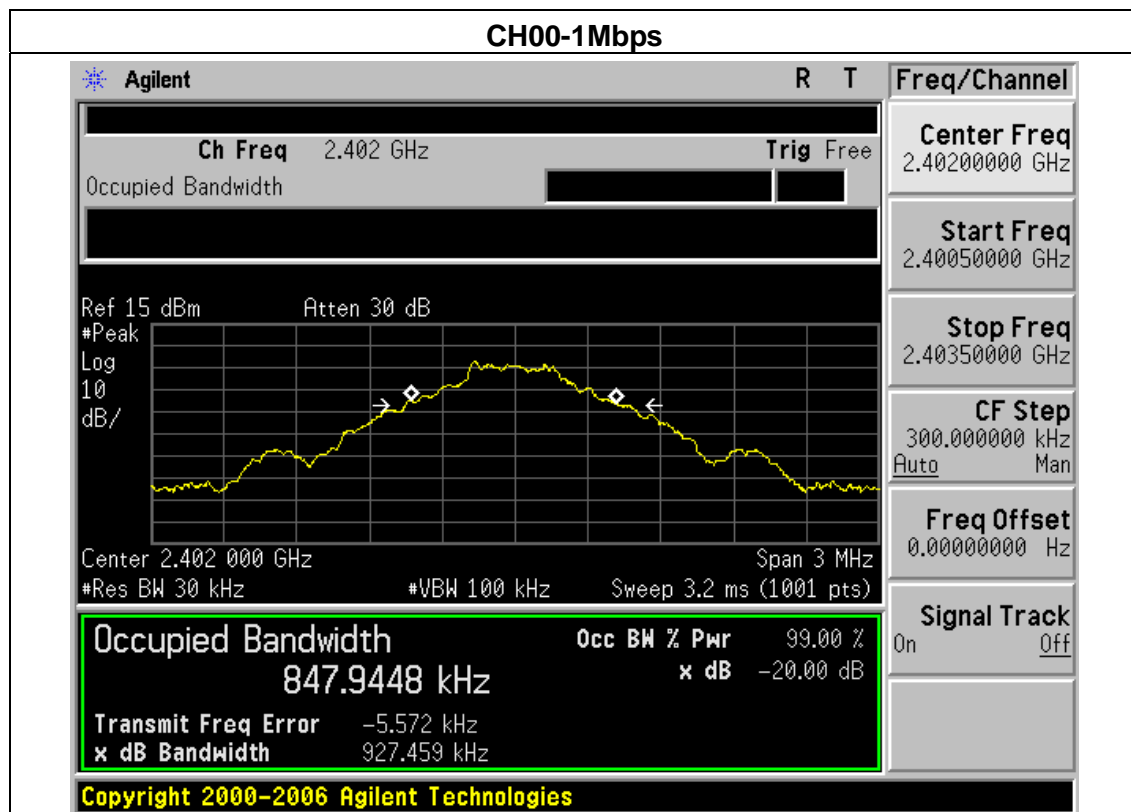 CH00-1Mbps
Agilent R T
Freq/Channel
Ch Freq 2.402 GHz Trig Free
Occupied Bandwidth
Center Freq
2.40200000 GHz
Start Freq
2.40050000 GHz
Stop Freq
2.40350000 GHz
CF Step
300.000000 kHz
Auto Man
Freq Offset
0.00000000 Hz
Signal Track
On Off
Ref 15 dBm Atten 30 dB
#Peak
Log
10
dB/
Center 2.402 000 GHz Span 3 MHz
#Res BW 30 kHz #VBW 100 kHz Sweep 3.2 ms (1001 pts)
Occupied Bandwidth
847.9448 kHz
Occ BW % Pwr 99.00 %
x dB -20.00 dB
Transmit Freq Error -5.572 kHz
x dB Bandwidth 927.459 kHz
Copyright 2000-2006 Agilent Technologies